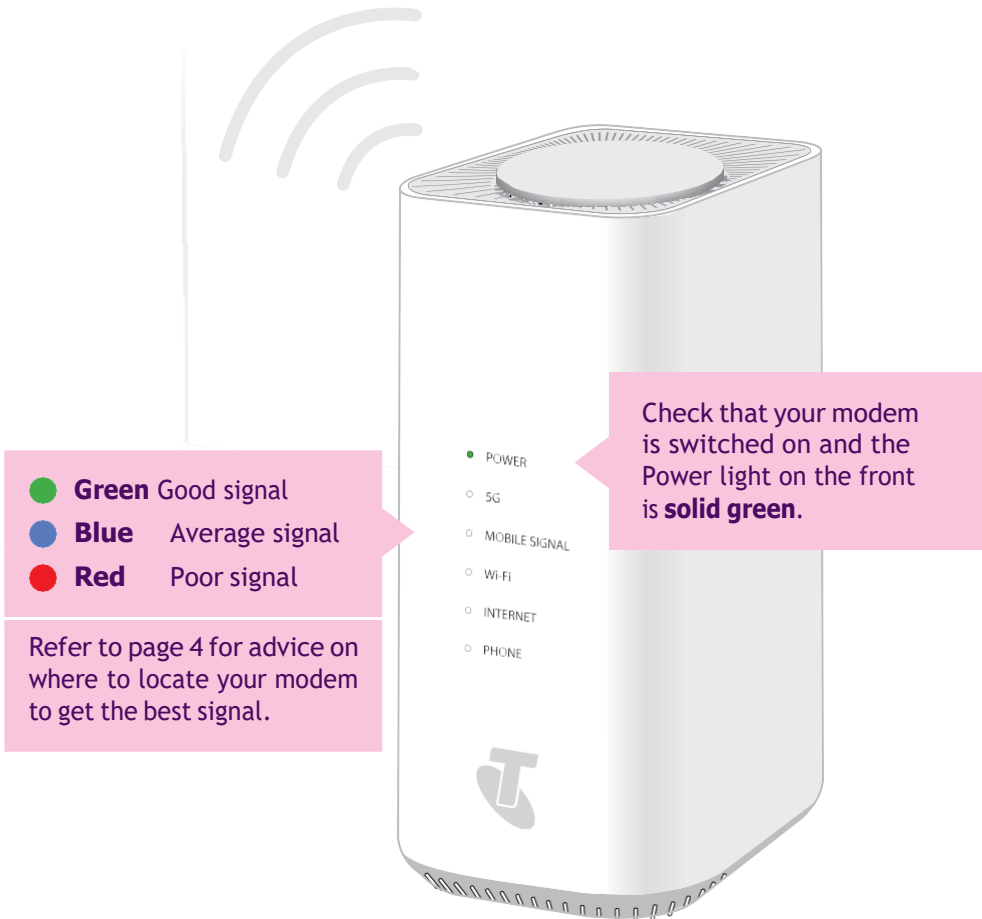 Check that your modem
is switched on and the
Power light on the front
is solid green.
POWER
5G
MOBILE SIGNAL
Wi-Fi
INTERNET
PHONE
Green Good signal
Blue Average signal
Red Poor signal
Refer to page 4 for advice on
where to locate your modem
to get the best signal.
T